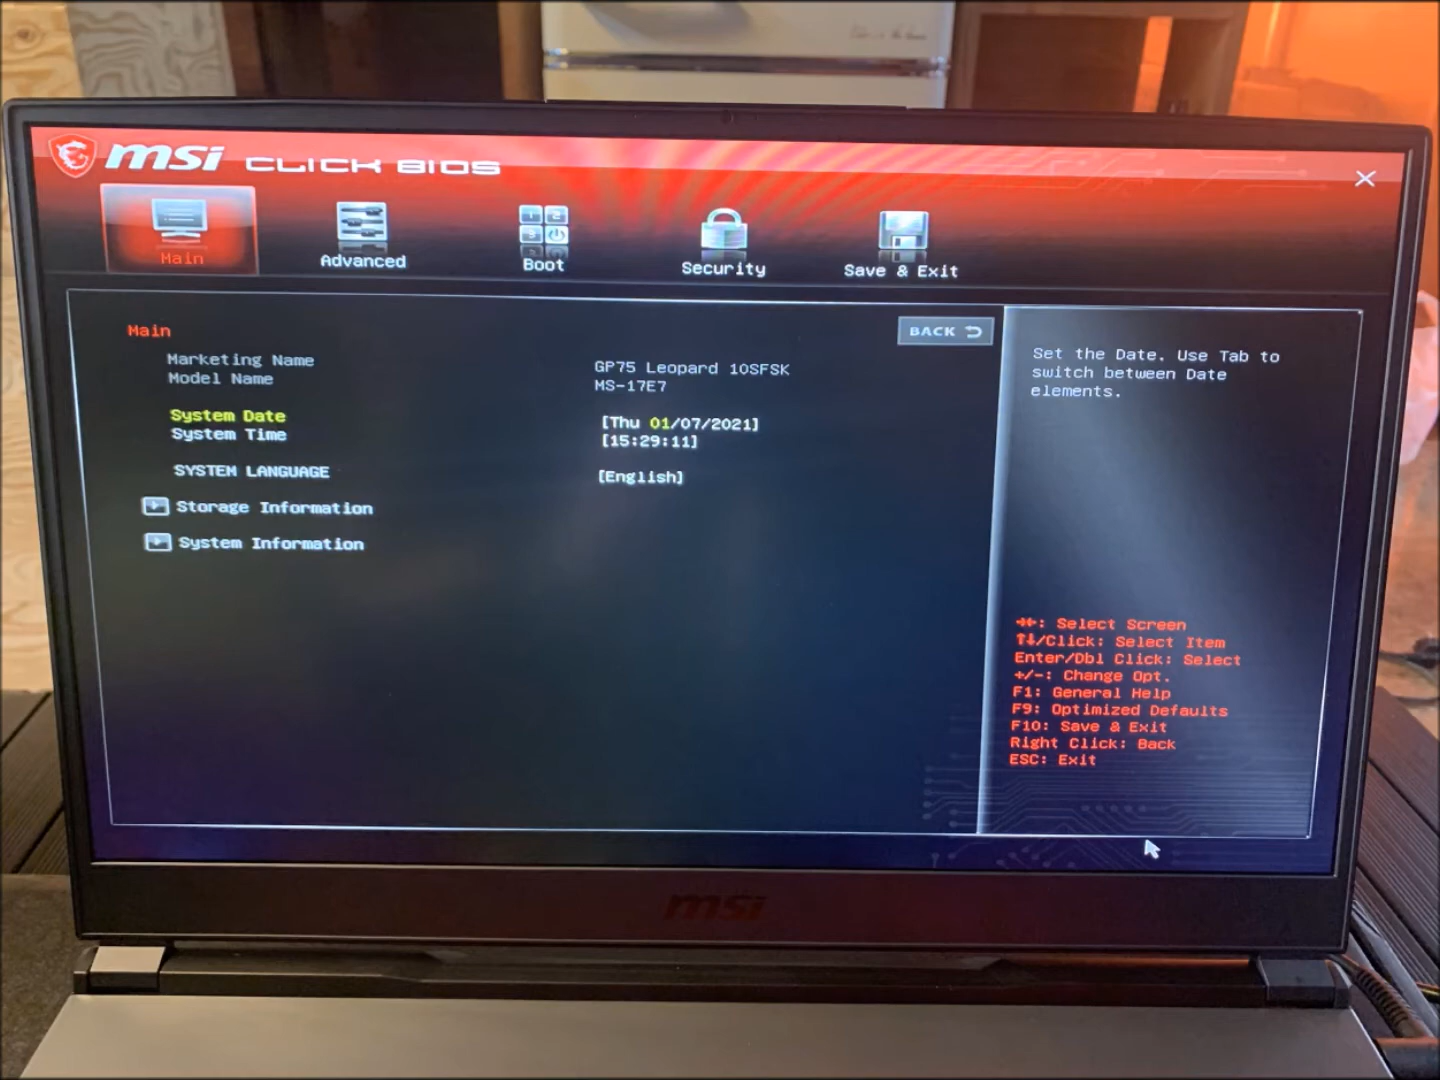 msi CLICK BIOS
Main
Advanced
Boot
Security
Save & Exit
Main
BACK
Marketing Name GP75 Leopard 10SFSK
Model Name MS-17E7
System Date [Thu 01/07/2021]
System Time [15:29:11]
SYSTEM LANGUAGE [English]
Storage Information
System Information
Set the Date. Use Tab to
switch between Date
elements.
→←: Select Screen
↑↓/Click: Select Item
Enter/Dbl Click: Select
+/-: Change Opt.
F1: General Help
F9: Optimized Defaults
F10: Save & Exit
Right Click: Back
ESC: Exit
msi